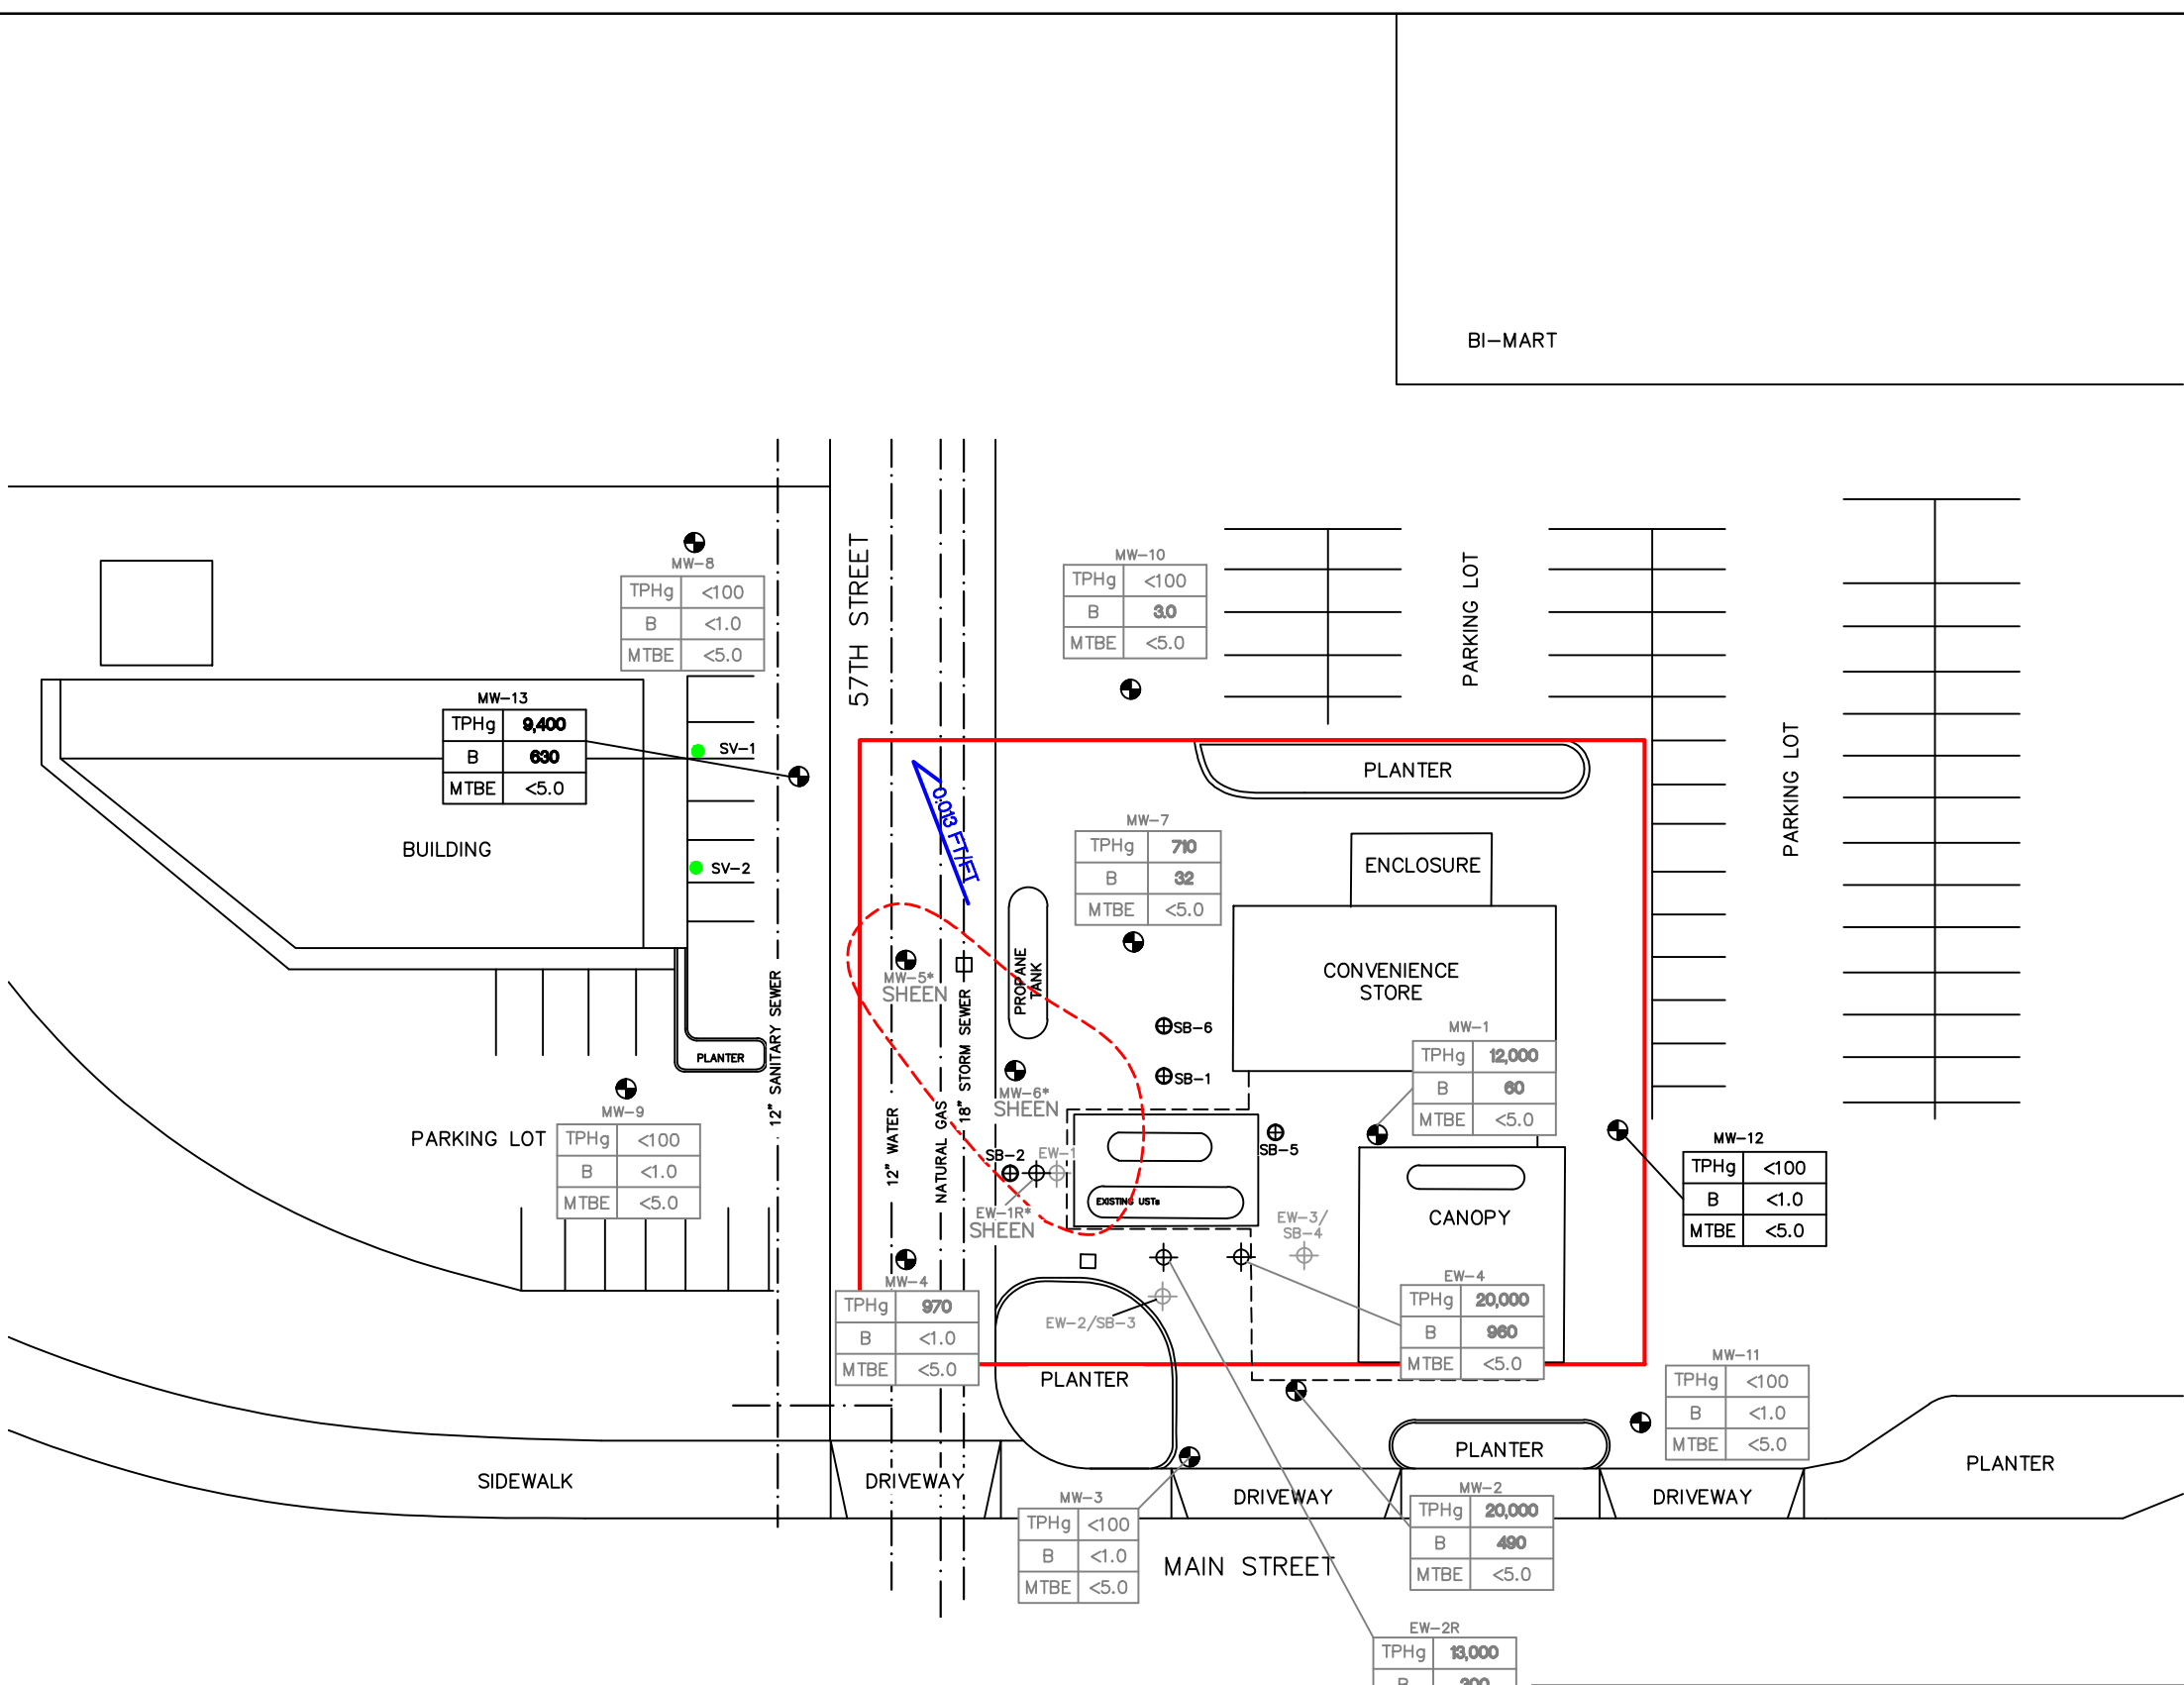 BI-MART
57TH STREET
PARKING LOT
PARKING LOT
MW-8
TPHg <100
B <1.0
MTBE <5.0
MW-10
TPHg <100
B 3.0
MTBE <5.0
MW-13
TPHg 9,400
B 630
MTBE <5.0
SV-1
SV-2
BUILDING
PLANTER
0.013 FT/FT
MW-7
TPHg 710
B 32
MTBE <5.0
ENCLOSURE
CONVENIENCE
STORE
PROPANE
TANK
MW-5*
SHEEN
12" SANITARY SEWER
12" WATER
NATURAL GAS
18" STORM SEWER
SB-6
SB-1
MW-6*
SHEEN
MW-1
TPHg 12,000
B 60
MTBE <5.0
PLANTER
MW-9
PARKING LOT
TPHg <100
B <1.0
MTBE <5.0
SB-2
EW-1
SB-5
EXISTING USTs
EW-1R*
SHEEN
MW-12
TPHg <100
B <1.0
MTBE <5.0
CANOPY
EW-3/
SB-4
MW-4
TPHg 970
B <1.0
MTBE <5.0
EW-2/SB-3
EW-4
TPHg 20,000
B 960
MTBE <5.0
PLANTER
MW-11
TPHg <100
B <1.0
MTBE <5.0
PLANTER
PLANTER
SIDEWALK
DRIVEWAY
DRIVEWAY
DRIVEWAY
MW-3
TPHg <100
B <1.0
MTBE <5.0
MW-2
TPHg 20,000
B 490
MTBE <5.0
MAIN STREET
EW-2R
TPHg 13,000
B 300